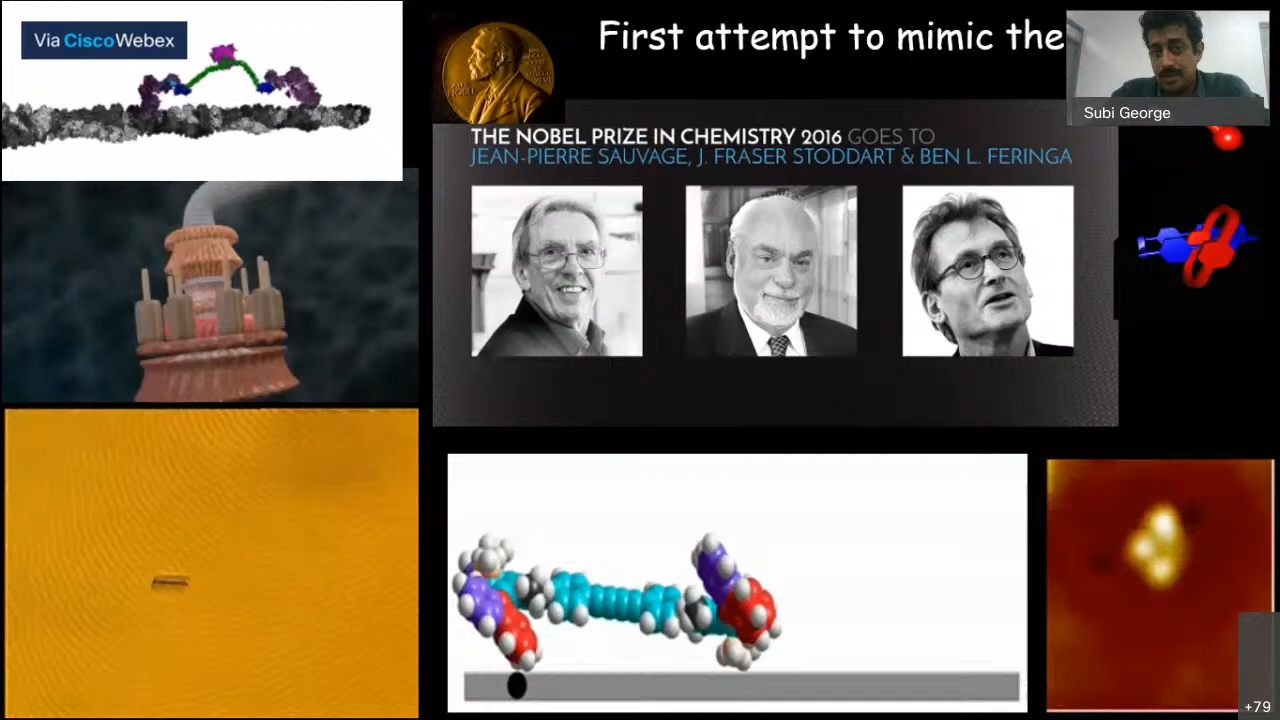 Via CiscoWebex
First attempt to mimic the
Subi George
THE NOBEL PRIZE IN CHEMISTRY 2016 GOES TO
JEAN-PIERRE SAUVAGE, J. FRASER STODDART & BEN L. FERINGA
+79